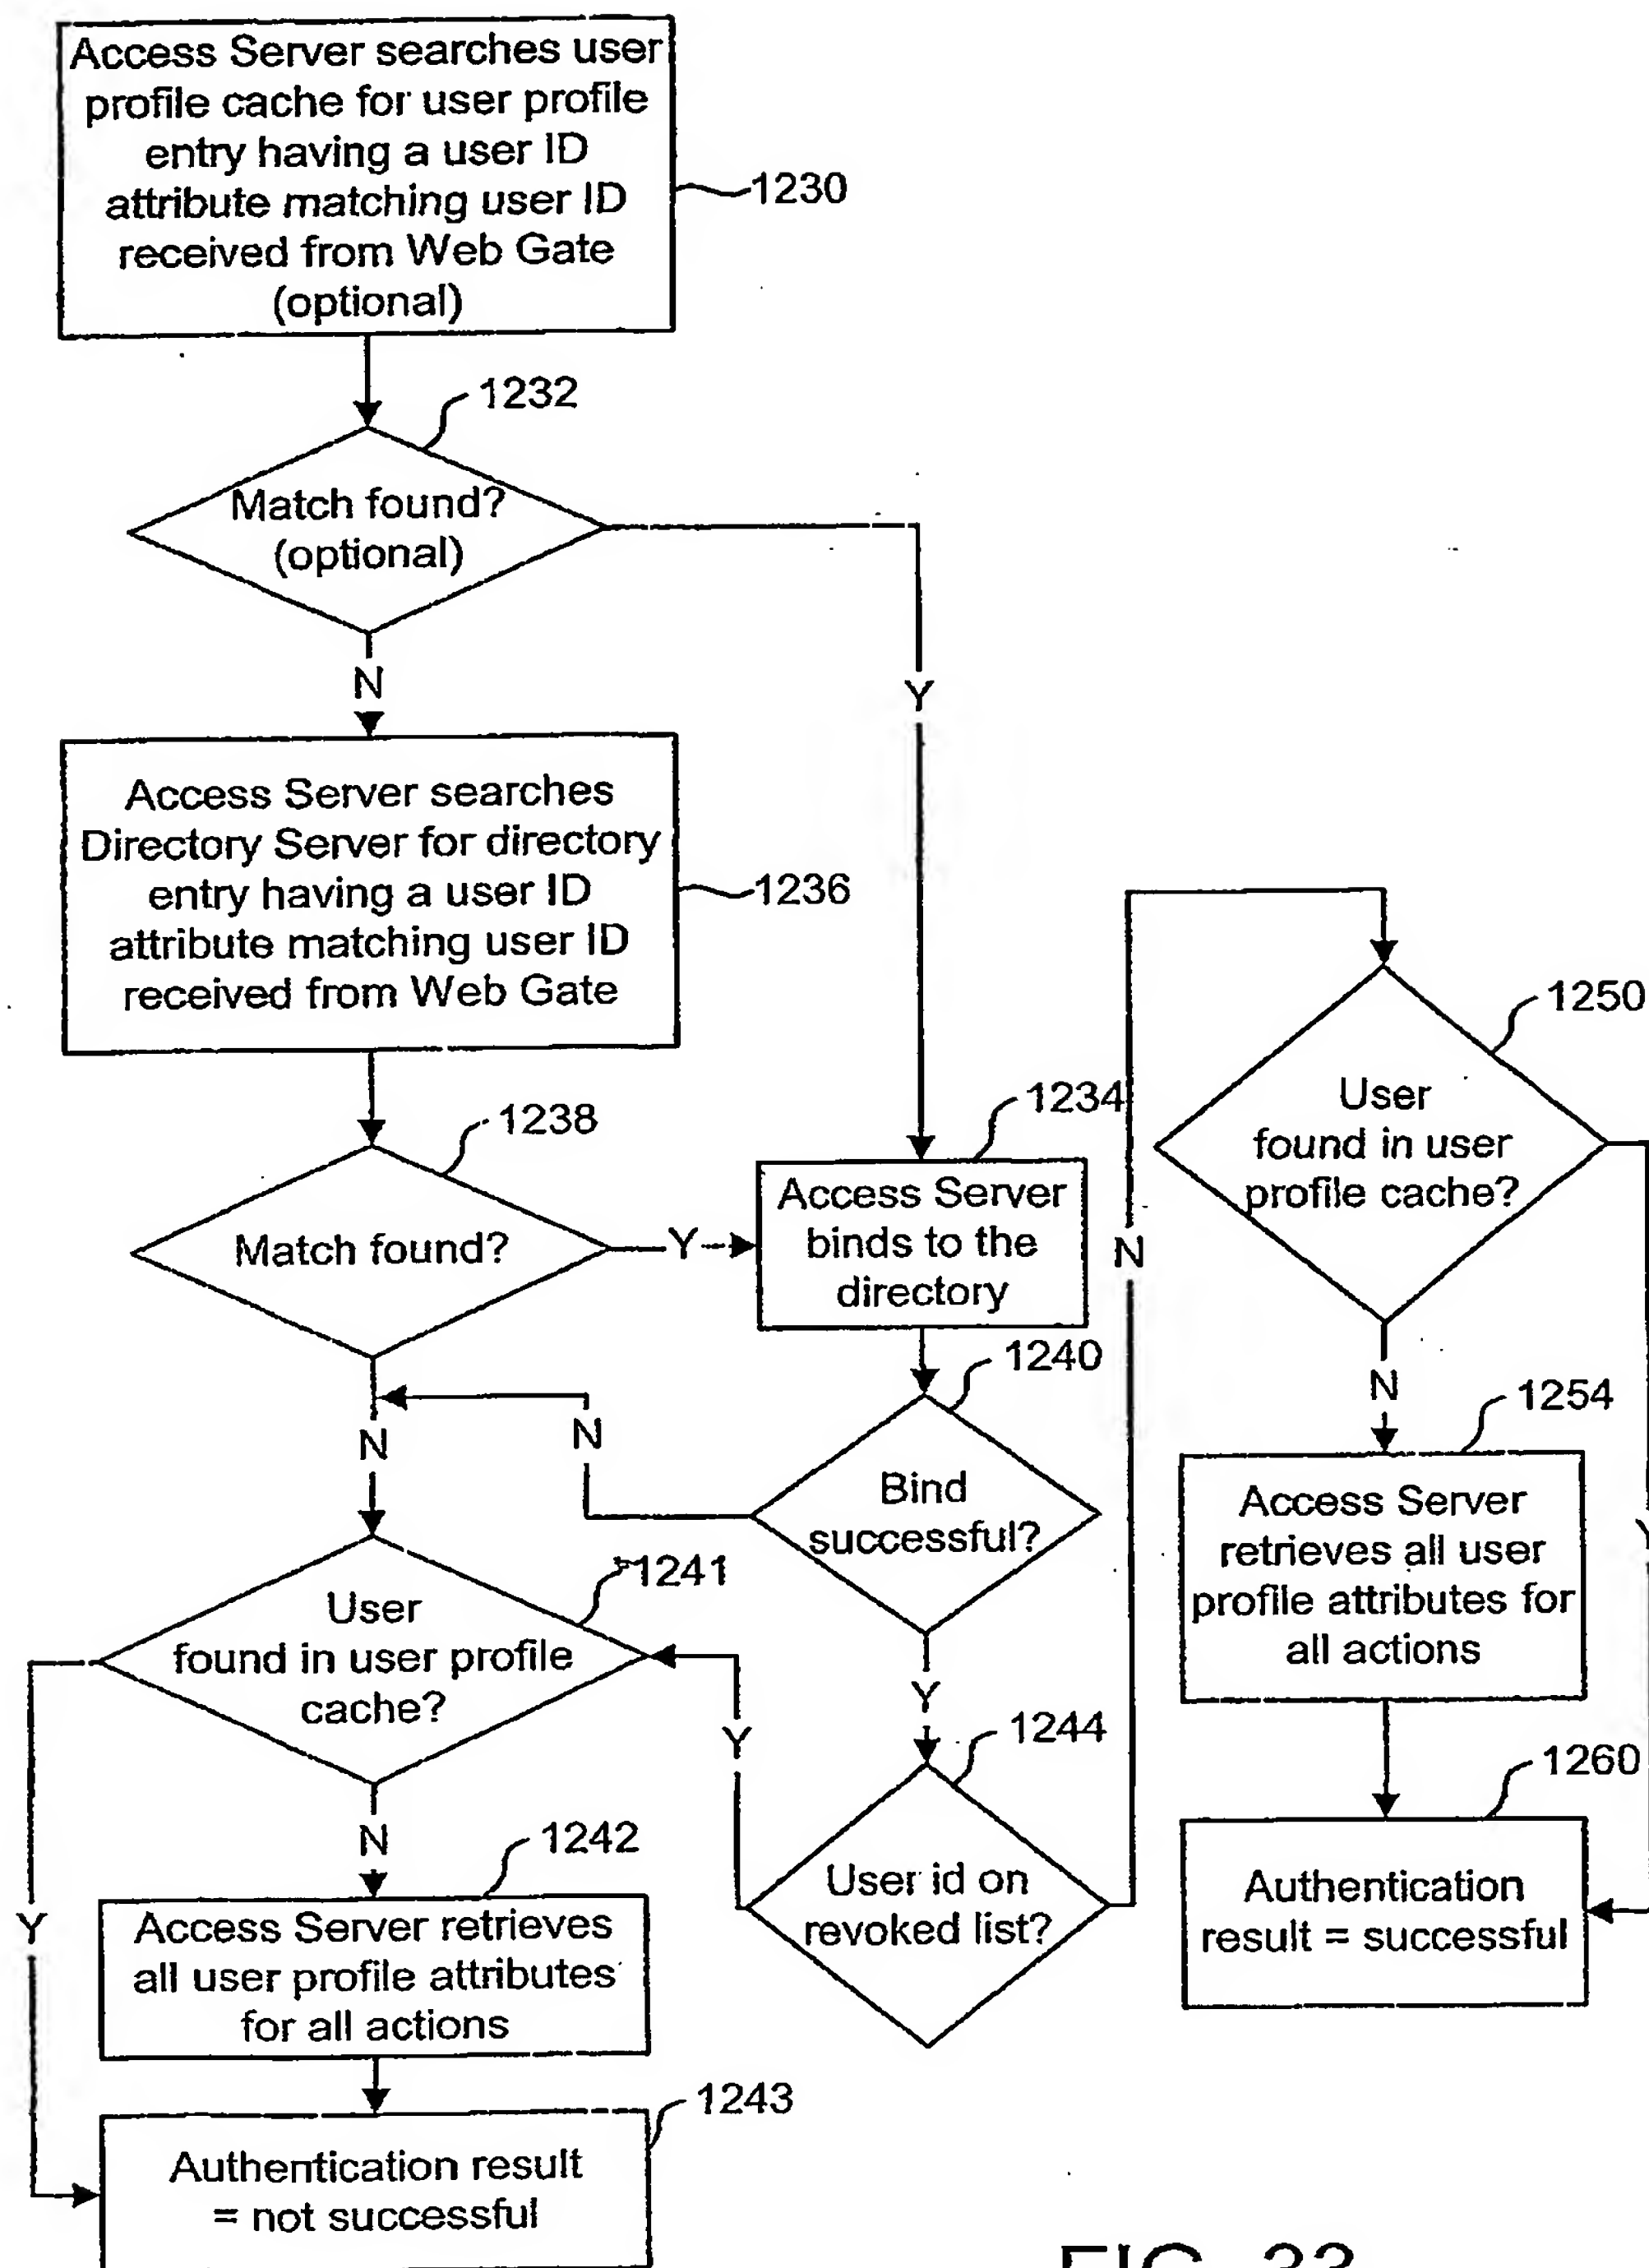 Access Server searches user
profile cache for user profile
entry having a user ID
attribute matching user ID
received from Web Gate
(optional)
1230
1232
Match found?
(optional)
N
Y
Access Server searches
Directory Server for directory
entry having a user ID
attribute matching user ID
received from Web Gate
1236
1238
Match found?
Y
N
1234
Access Server
binds to the
directory
1240
Bind
successful?
N
Y
1241
User
found in user profile
cache?
Y
N
1242
Access Server retrieves
all user profile attributes
for all actions
1243
Authentication result
= not successful
1244
User id on
revoked list?
Y
N
1250
User
found in user
profile cache?
N
1254
Access Server
retrieves all user
profile attributes for
all actions
1260
Authentication
result = successful